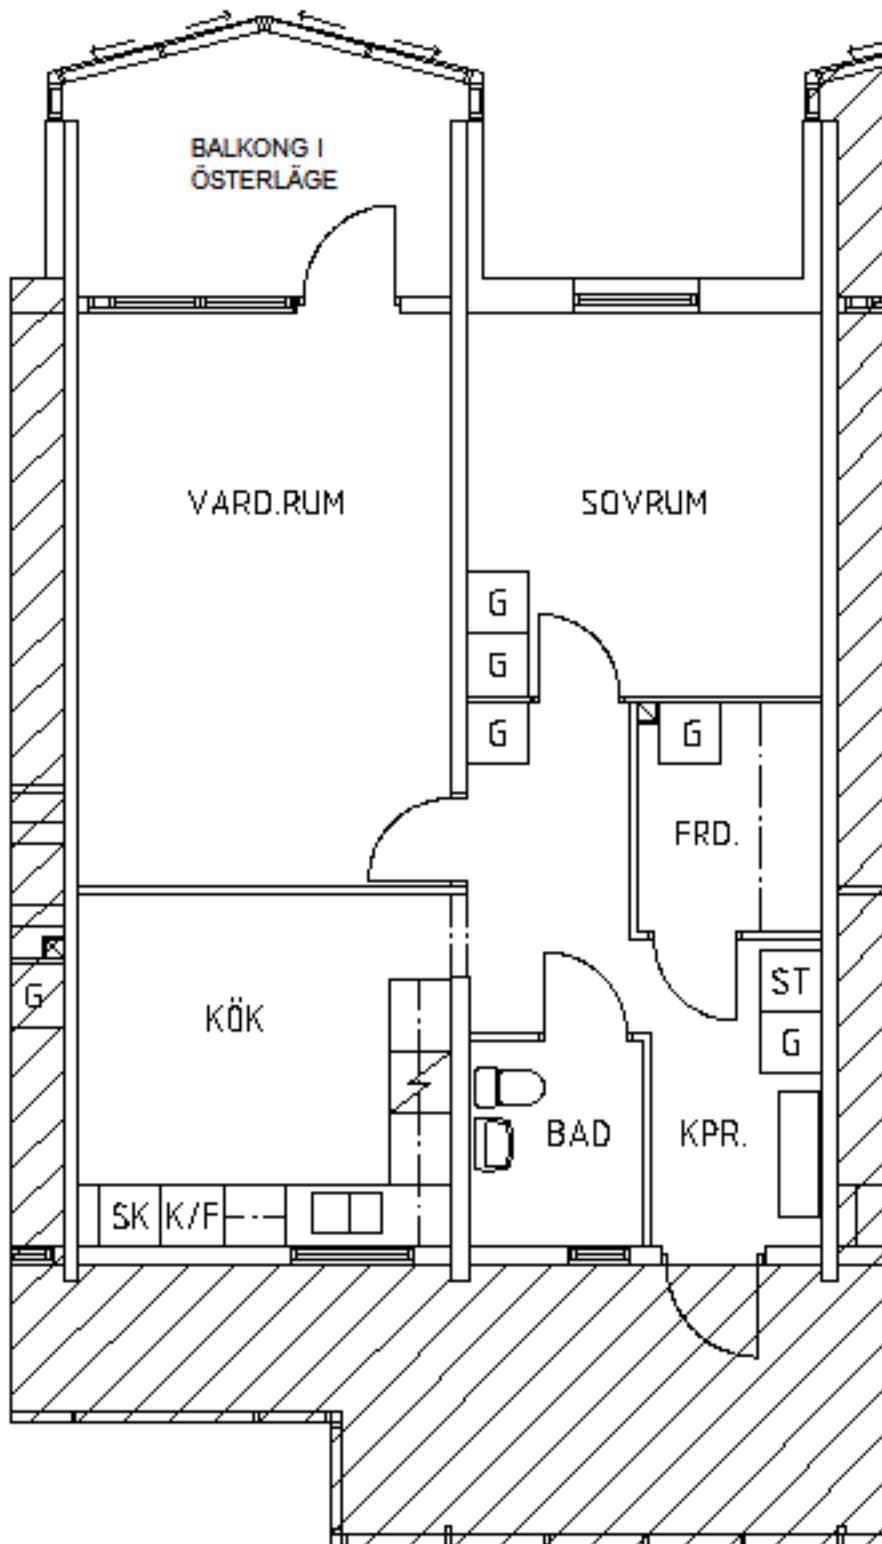 BALKONG I
ÖSTERLÄGE
VARD.RUM
SOVRUM
G
G
G
G
FRD.
G
KÖK
ST
G
BAD
KPR.
SK
K/F